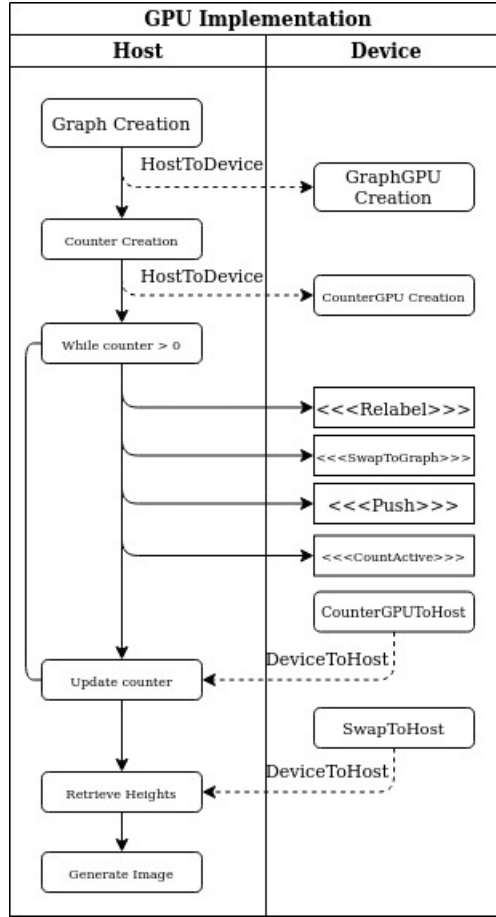 GPU Implementation
Host
Device
Graph Creation
HostToDevice
GraphGPU
Creation
Counter Creation
HostToDevice
CounterGPU Creation
While counter > 0
<<<Relabel>>>
<<<SwapToGraph>>>
<<<Push>>>
<<<CountActive>>>
CounterGPUToHost
DeviceToHost
Update counter
SwapToHost
DeviceToHost
Retrieve Heights
Generate Image